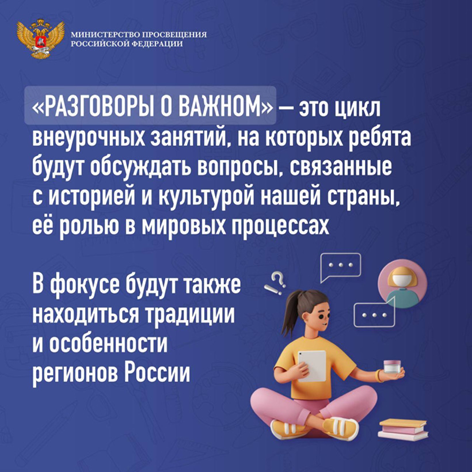 МИНИСТЕРСТВО ПРОСВЕЩЕНИЯ
РОССИЙСКОЙ ФЕДЕРАЦИИ
«РАЗГОВОРЫ О ВАЖНОМ» – это цикл
внеурочных занятий, на которых ребята
будут обсуждать вопросы, связанные
с историей и культурой нашей страны,
её ролью в мировых процессах
В фокусе будут также
находиться традиции
и особенности
регионов России
!?